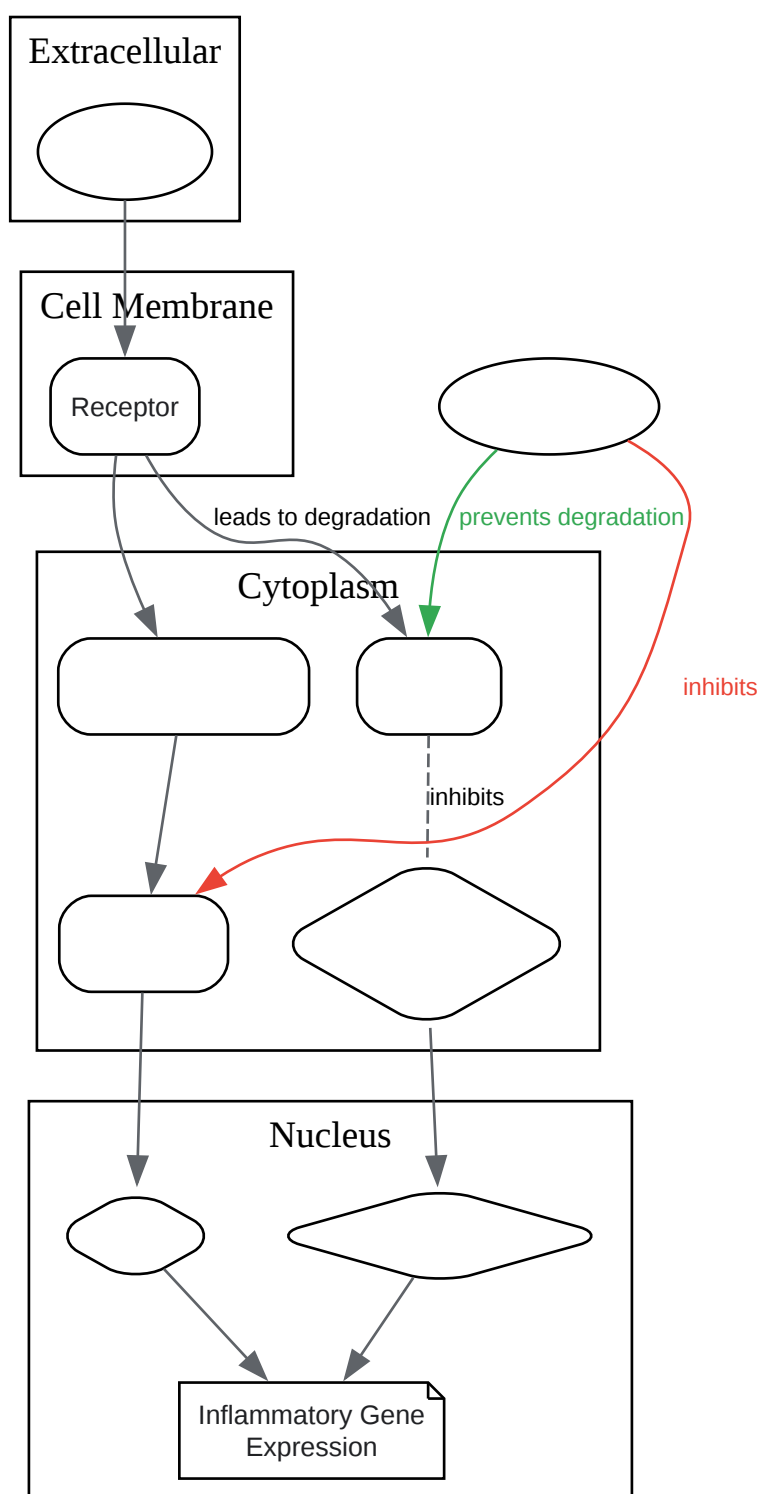 Extracellular
Cell Membrane
Receptor
leads to degradation
prevents degradation
Cytoplasm
inhibits
inhibits
Nucleus
Inflammatory Gene
Expression